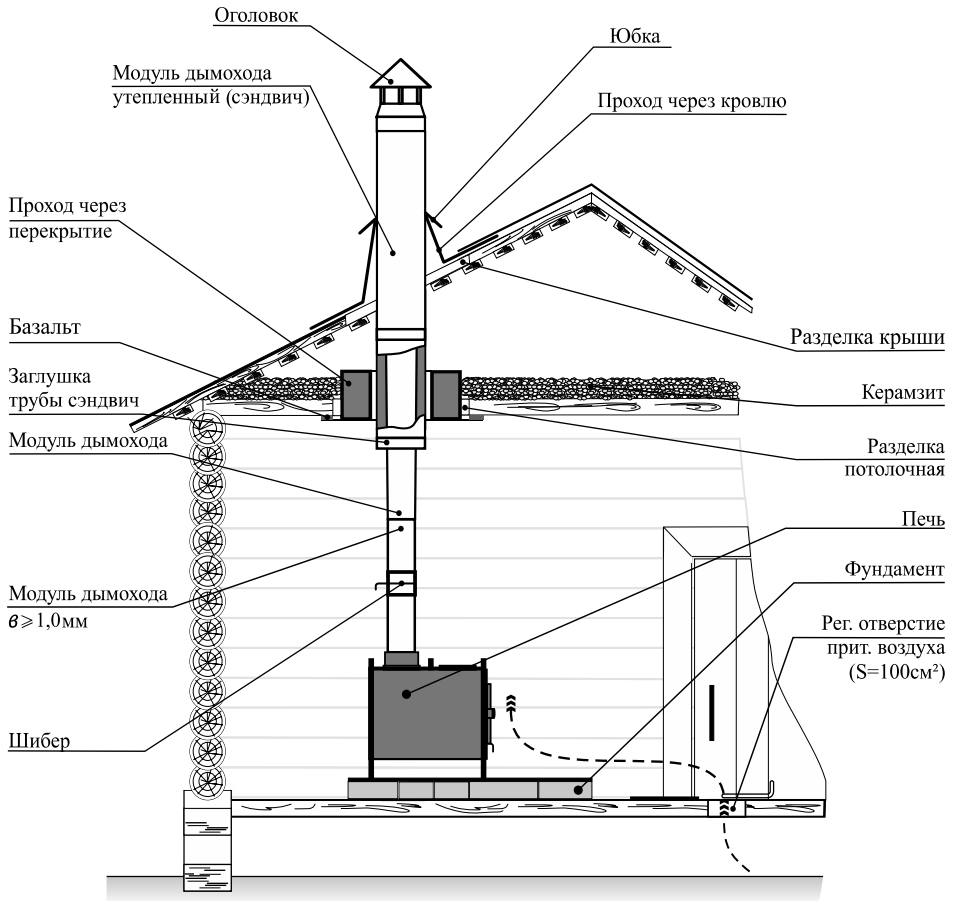 Оголовок
Юбка
Модуль дымохода
утепленный (сэндвич)
Проход через кровлю
Проход через
перекрытие
Базальт
Разделка крыши
Заглушка
трубы сэндвич
Керамзит
Модуль дымохода
Разделка
потолочная
Печь
Фундамент
Модуль дымохода
в⩾1,0мм
Рег. отверстие
прит. воздуха
(S=100см²)
Шибер